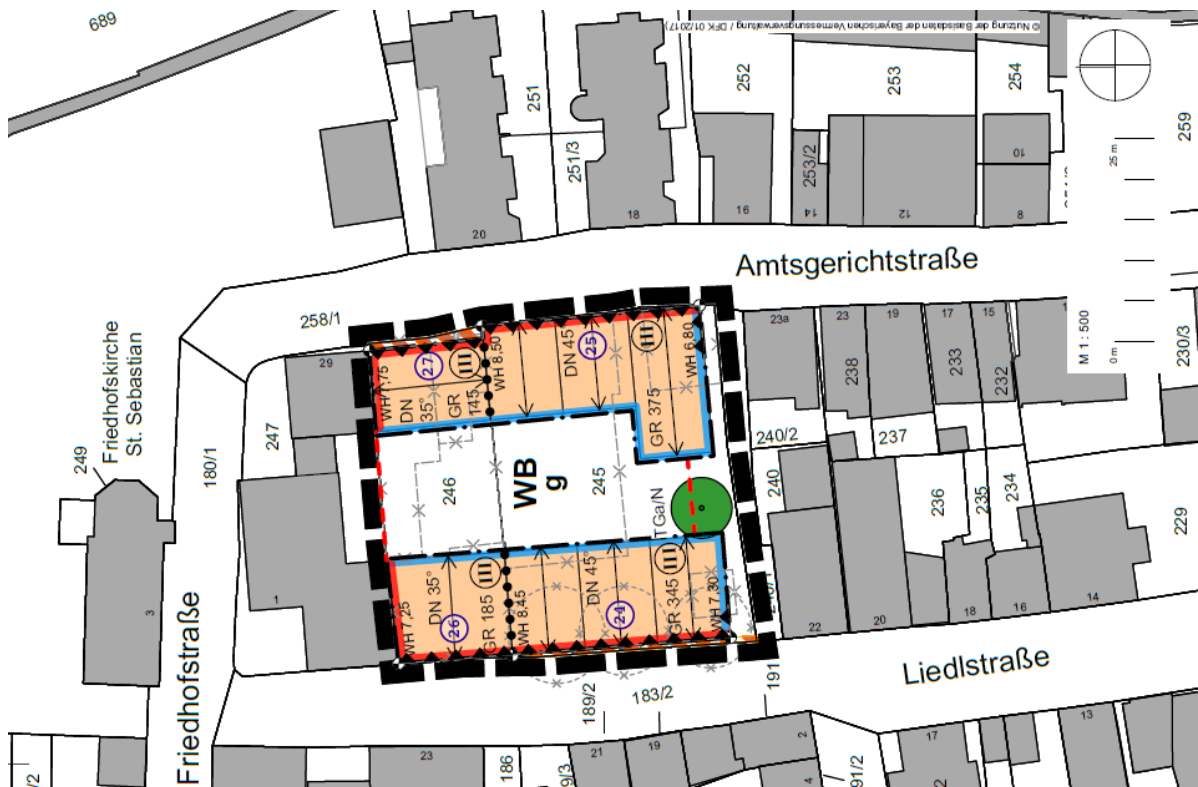 689
© Nutzung der Basisdaten der Bayerischen Vermessungsverwaltung / DFK 01/2017)
251
251/3
252
253
253/2
254
259
20
18
16
14
12
10
8
25 m
0 m
M 1 : 500
Amtsgerichtstraße
258/1
Friedhofskirche
St. Sebastian
249
180/1
247
29
3
1
Friedhofstraße
27
III
DN
35°
GR
145
WH 8.50
DN 45°
25
III
WH 6.80
GR 375
246
WB
g
245
TGa/N
WH 7.25
DN 35°
26
GR 185
III
WH 8.45
DN 45°
24
GR 345
III
WH 7.30
23a
23
19
17
15
238
233
232
230/3
240/2
237
240
236
235
234
229
22
20
18
16
14
Liedlstraße
189/2
183/2
191
23
186
21
19
2
4
17
13